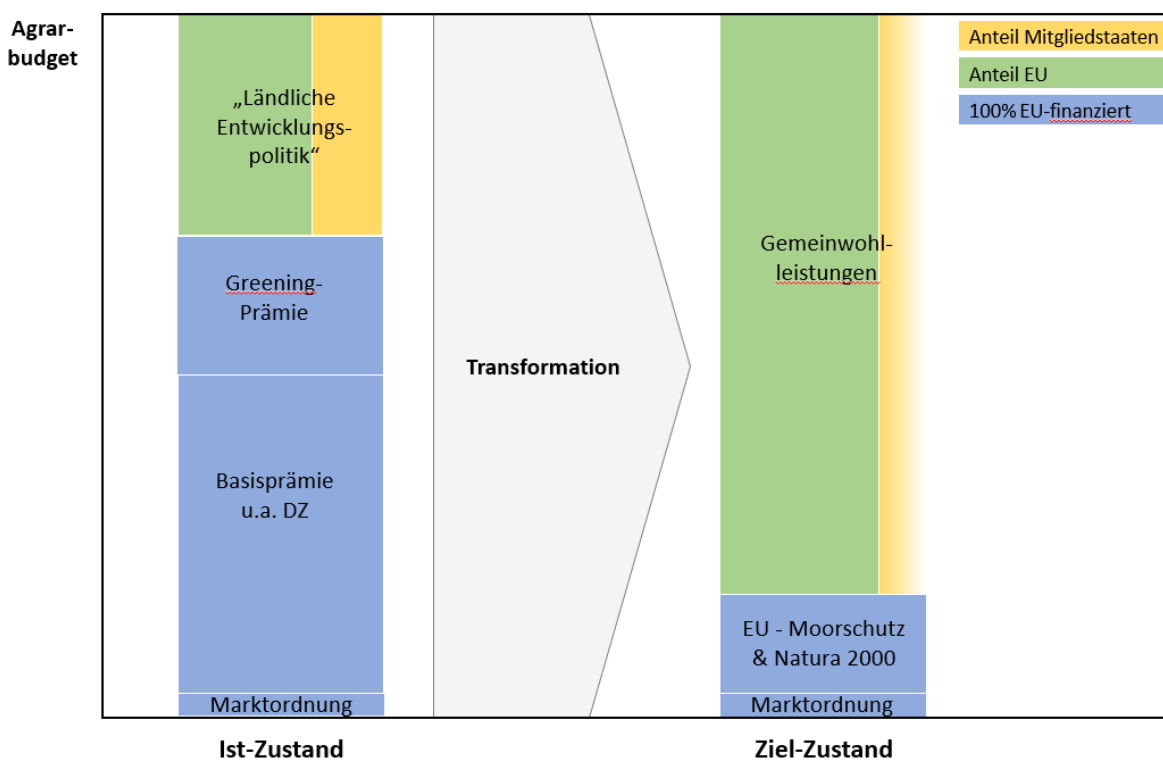 Agrar-
budget
„Ländliche
Entwicklungs-
politik“
Greening-
Prämie
Basisprämie
u.a. DZ
Marktordnung
Ist-Zustand
Transformation
Gemeinwohl-
leistungen
EU - Moorschutz
& Natura 2000
Marktordnung
Ziel-Zustand
Anteil Mitgliedstaaten
Anteil EU
100% EU-finanziert